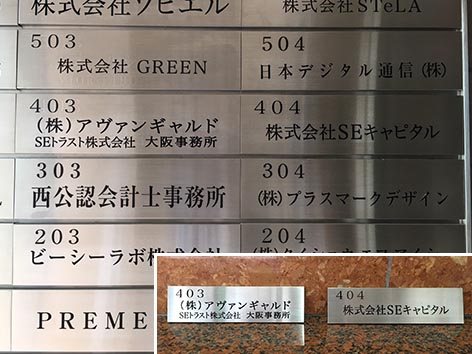 株式会社ソビエル
株式会社 STeLA
503
株式会社 GREEN
504
日本デジタル通信(株)
403
(株)アヴァンギャルド
SEトラスト株式会社 大阪事務所
404
株式会社SEキャピタル
303
西公認会計士事務所
304
(株)プラスマークデザイン
203
ビーシーラボ株式会社
204
PREME
403
(株)アヴァンギャルド
SEトラスト株式会社 大阪事務所
404
株式会社SEキャピタル